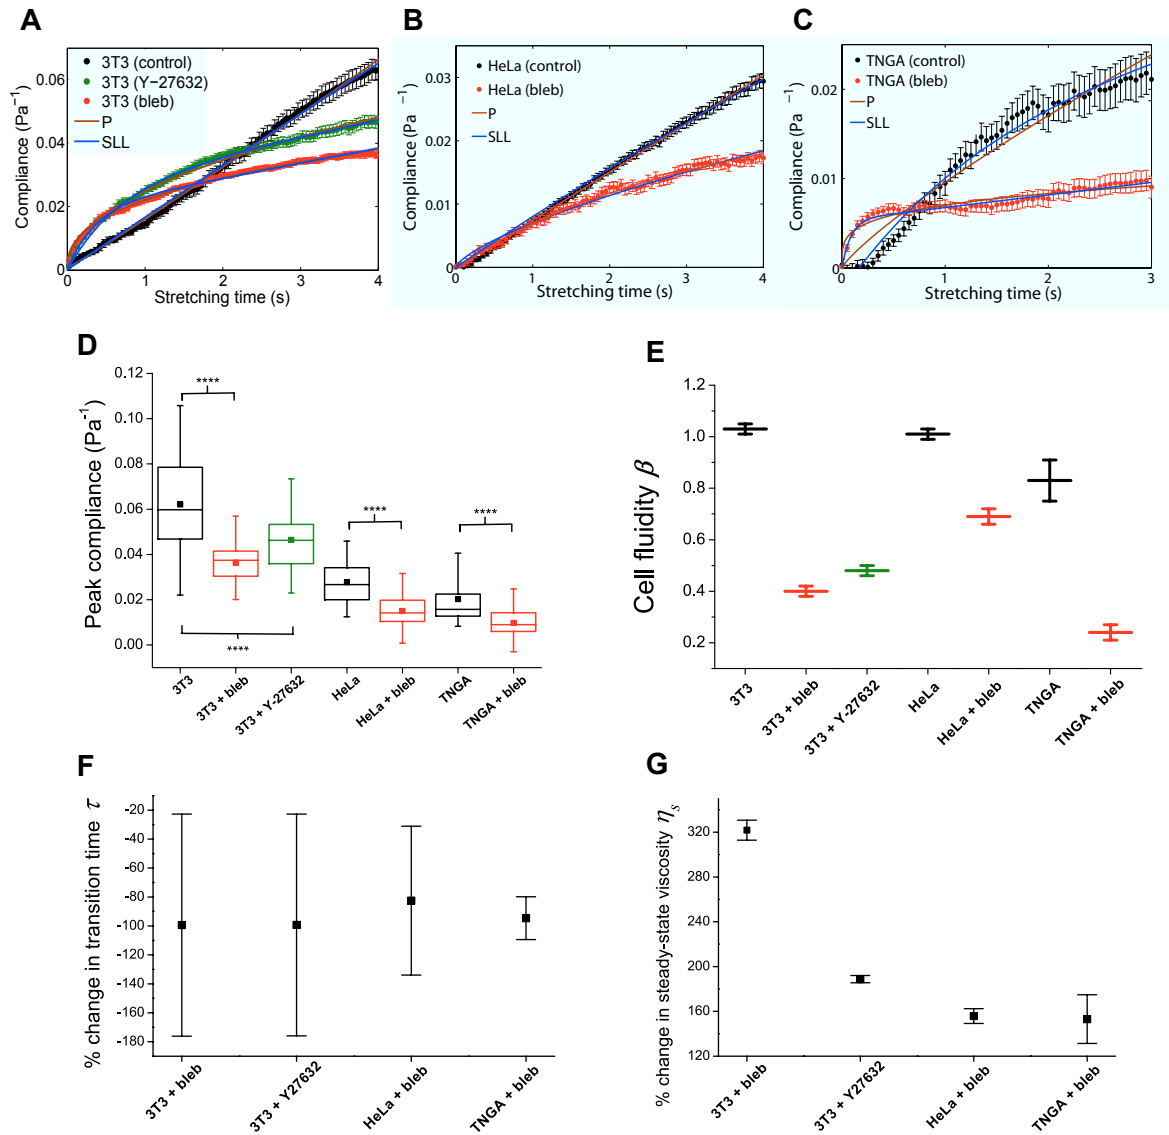 A
3T3 (control)
3T3 (Y-27632)
3T3 (bleb)
P
SLL
Compliance (Pa⁻¹)
0.06
0.04
0.02
0
0
1
2
3
4
Stretching time (s)
B
HeLa (control)
HeLa (bleb)
P
SLL
Compliance (Pa⁻¹)
0.03
0.02
0.01
0
0
1
2
3
4
Stretching time (s)
C
TNGA (control)
TNGA (bleb)
P
SLL
Compliance (Pa⁻¹)
0.02
0.01
0
0
1
2
3
Stretching time (s)
D
Peak compliance (Pa⁻¹)
0.12
0.10
0.08
0.06
0.04
0.02
0.00
****
****
****
****
3T3
3T3 + bleb
3T3 + Y-27632
HeLa
HeLa + bleb
TNGA
TNGA + bleb
E
Cell fluidity β
1.2
1.0
0.8
0.6
0.4
0.2
3T3
3T3 + bleb
3T3 + Y-27632
HeLa
HeLa + bleb
TNGA
TNGA + bleb
F
% change in transition time τ
-20
-40
-60
-80
-100
-120
-140
-160
-180
3T3 + bleb
3T3 + Y27632
HeLa + bleb
TNGA + bleb
G
% change in steady-state viscosity ηₛ
320
280
240
200
160
120
3T3 + bleb
3T3 + Y27632
HeLa + bleb
TNGA + bleb